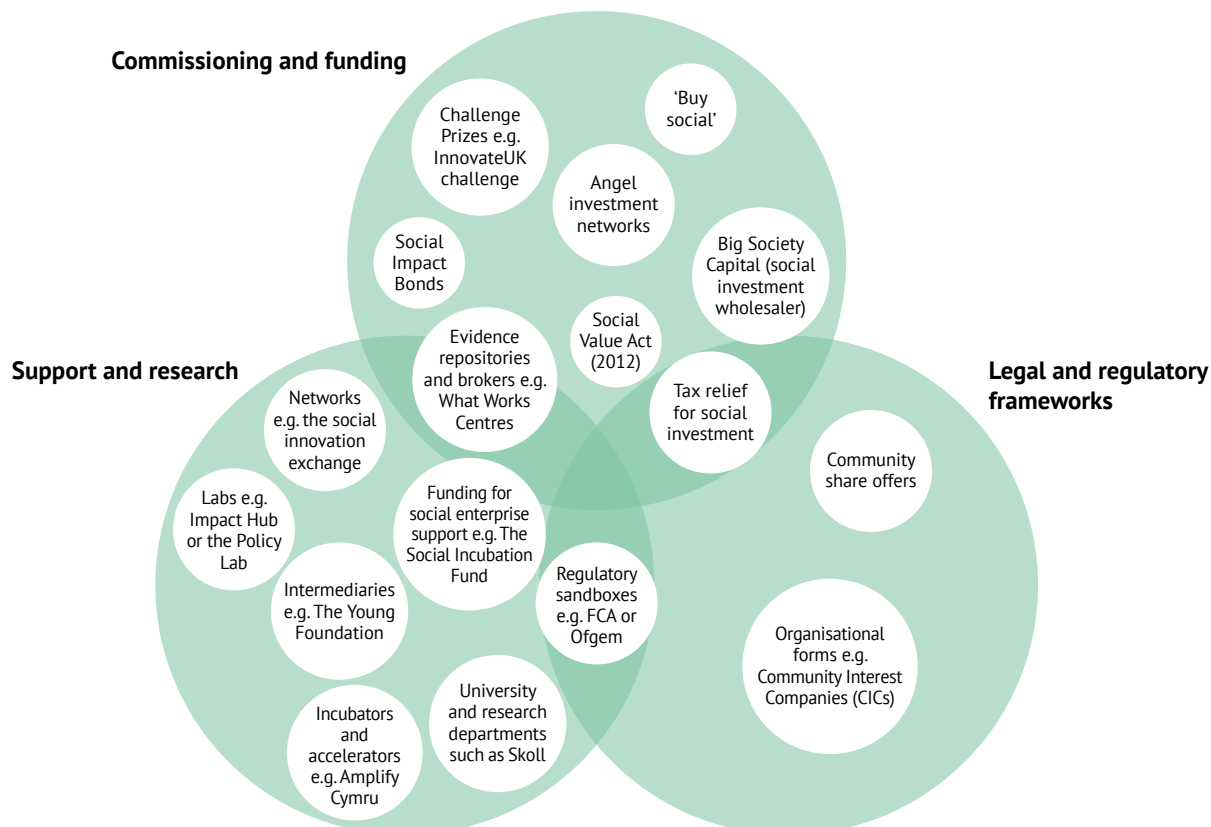 Commissioning and funding
Challenge
Prizes e.g.
InnovateUK
challenge
‘Buy
social’
Angel
investment
networks
Social
Impact
Bonds
Big Society
Capital (social
investment
wholesaler)
Social
Value Act
(2012)
Evidence
repositories
and brokers e.g.
What Works
Centres
Tax relief
for social
investment
Support and research
Networks
e.g. the social
innovation
exchange
Labs e.g.
Impact Hub
or the Policy
Lab
Funding for
social enterprise
support e.g. The
Social Incubation
Fund
Intermediaries
e.g. The Young
Foundation
Regulatory
sandboxes
e.g. FCA or
Ofgem
Incubators
and
accelerators
e.g. Amplify
Cymru
University
and research
departments
such as Skoll
Legal and regulatory
frameworks
Community
share offers
Organisational
forms e.g.
Community Interest
Companies (CICs)